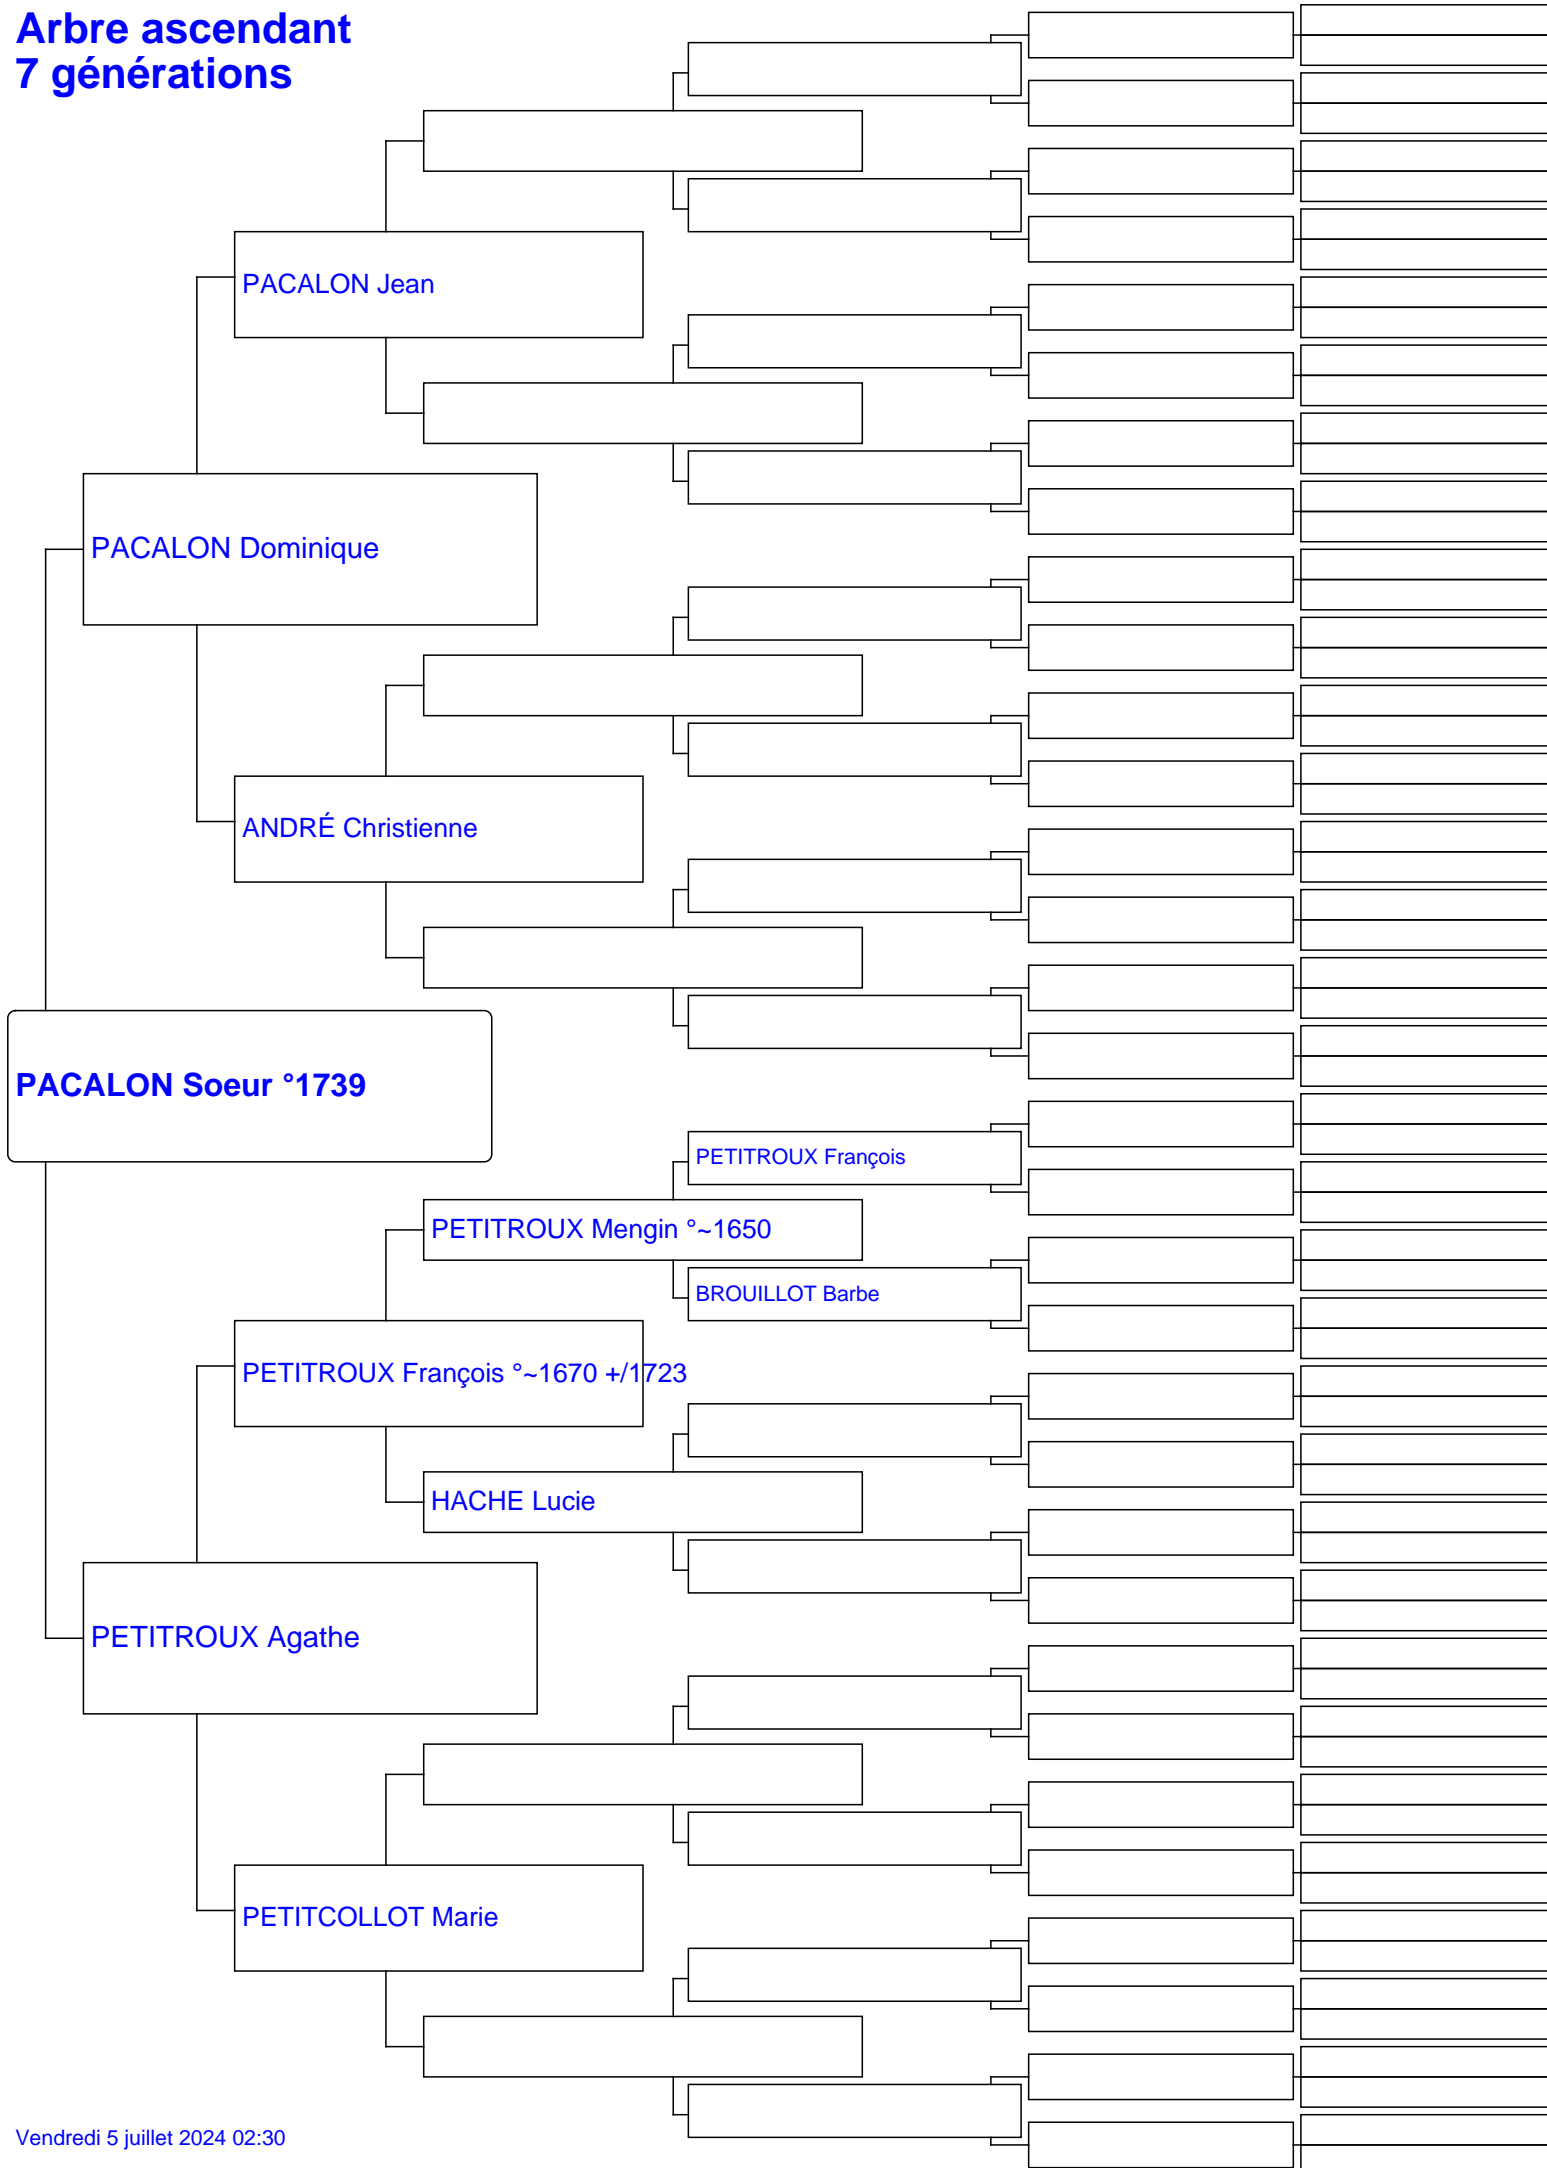 Arbre ascendant
7 générations
PACALON Jean
PACALON Dominique
ANDRÉ Christienne
PACALON Soeur °1739
PETITROUX François
PETITROUX Mengin °~1650
BROUILLOT Barbe
PETITROUX François °~1670 +/1723
HACHE Lucie
PETITROUX Agathe
PETITCOLLOT Marie
Vendredi 5 juillet 2024 02:30